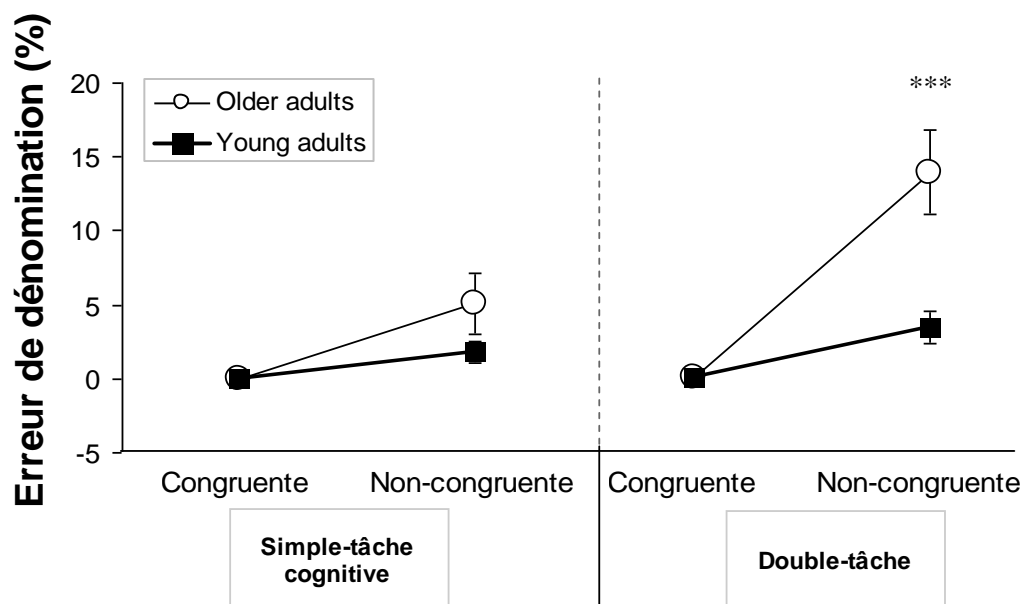 Erreur de dénomination (%)
20
15
10
5
0
-5
Older adults
Young adults
***
Congruente
Non-congruente
Congruente
Non-congruente
Simple-tâche
cognitive
Double-tâche